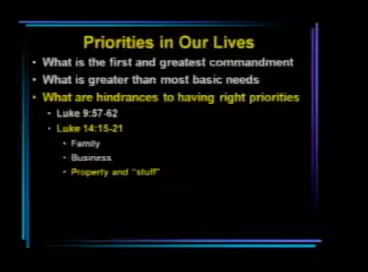 Priorities in Our Lives
• What is the first and greatest commandment
• What is greater than most basic needs
• What are hindrances to having right priorities
• Luke 9:57-62
• Luke 14:15-21
• Family
• Business
• Property and "stuff"